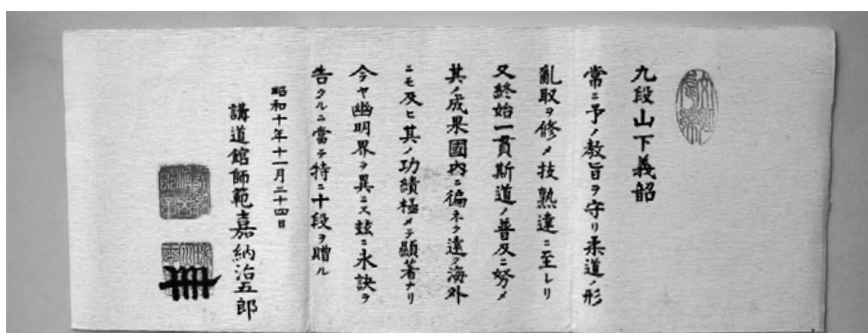 九段山下義韶
常ニ予ノ敎旨ヲ守リ柔道ノ形
亂取ヲ修メ技熟達ニ至レリ
又終始一貫斯道ノ普及ニ努メ
其ノ成果國內ニ徧ネク遠ク海外
ニモ及ヒ其ノ功績極メテ顯著ナリ
今ヤ幽明界ヲ異ニス玆ニ永訣ヲ
告クルニ當テ特ニ十段ヲ贈ル
昭和十年十一月二十四日
講道館師範嘉納治五郎